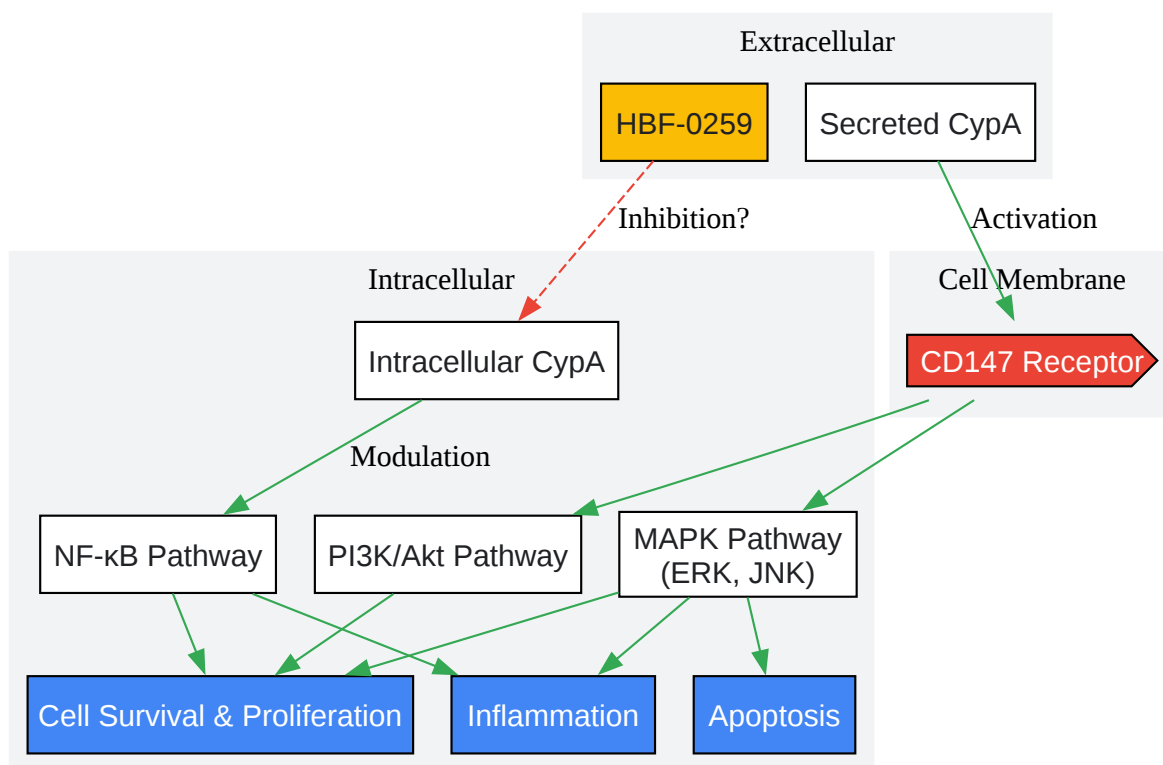 Extracellular
HBF-0259
Secreted CypA
Inhibition?
Activation
Intracellular
Cell Membrane
Intracellular CypA
CD147 Receptor
Modulation
NF-κB Pathway
PI3K/Akt Pathway
MAPK Pathway
(ERK, JNK)
Cell Survival & Proliferation
Inflammation
Apoptosis